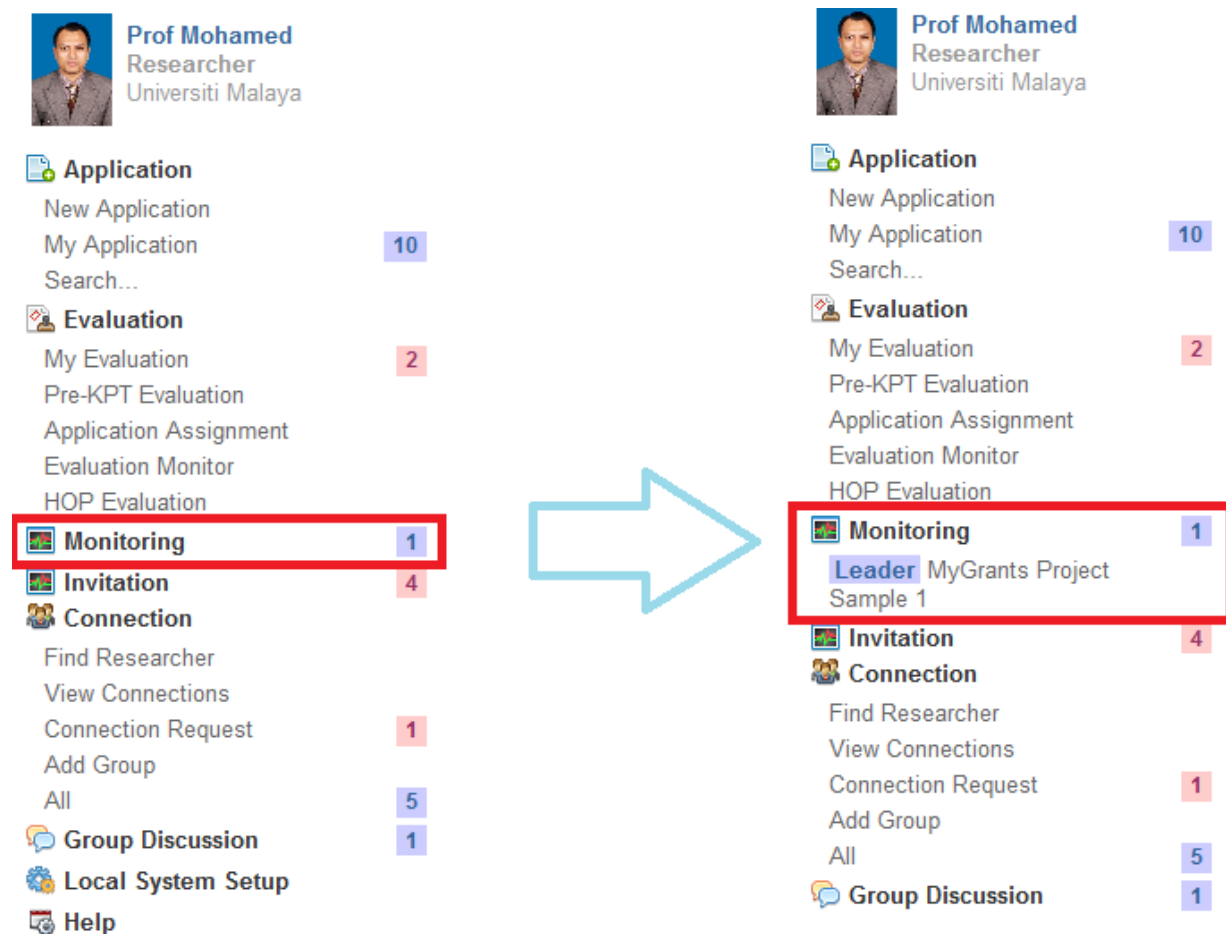 Prof Mohamed
Researcher
Universiti Malaya
Application
New Application
My Application 10
Search...
Evaluation
My Evaluation 2
Pre-KPT Evaluation
Application Assignment
Evaluation Monitor
HOP Evaluation
Monitoring 1
Invitation 4
Connection
Find Researcher
View Connections
Connection Request 1
Add Group
All 5
Group Discussion 1
Local System Setup
Help
Prof Mohamed
Researcher
Universiti Malaya
Application
New Application
My Application 10
Search...
Evaluation
My Evaluation 2
Pre-KPT Evaluation
Application Assignment
Evaluation Monitor
HOP Evaluation
Monitoring 1
Leader MyGrants Project
Sample 1
Invitation 4
Connection
Find Researcher
View Connections
Connection Request 1
Add Group
All 5
Group Discussion 1